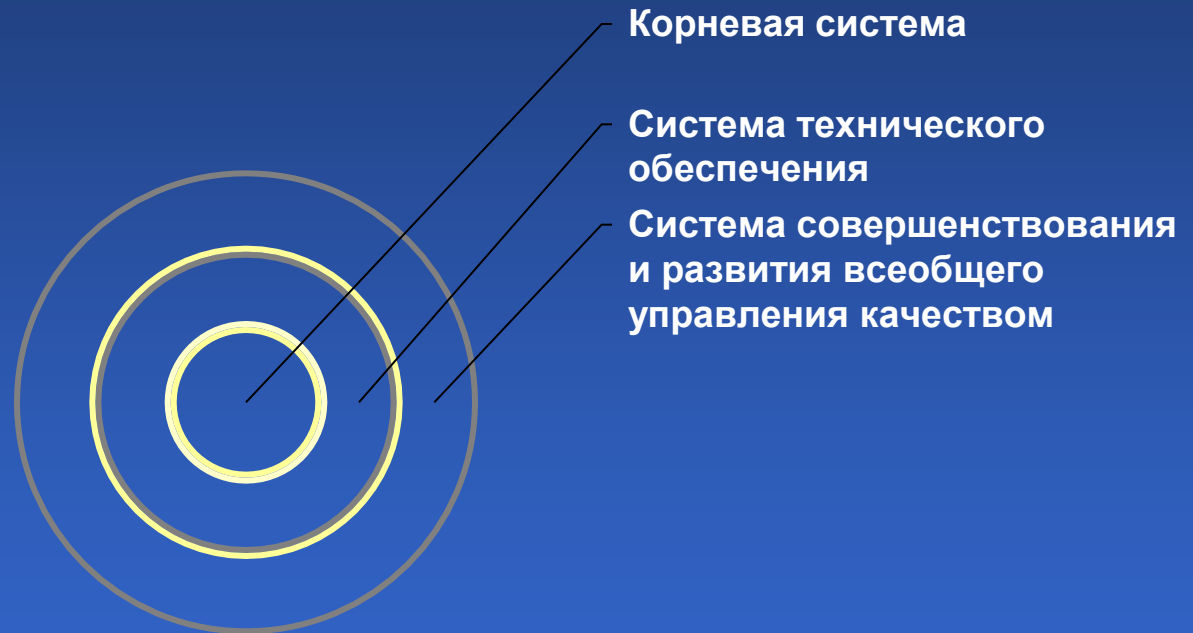 Корневая система
Система технического
обеспечения
Система совершенствования
и развития всеобщего
управления качеством